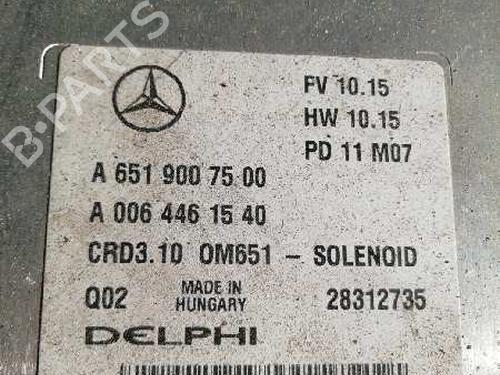 B-PARTS
FV 10.15
HW 10.15
PD 11 M07
A 651 900 75 00
A 006 446 15 40
CRD3.10 OM651 - SOLENOID
Q02 MADE IN HUNGARY 28312735
DELPHI